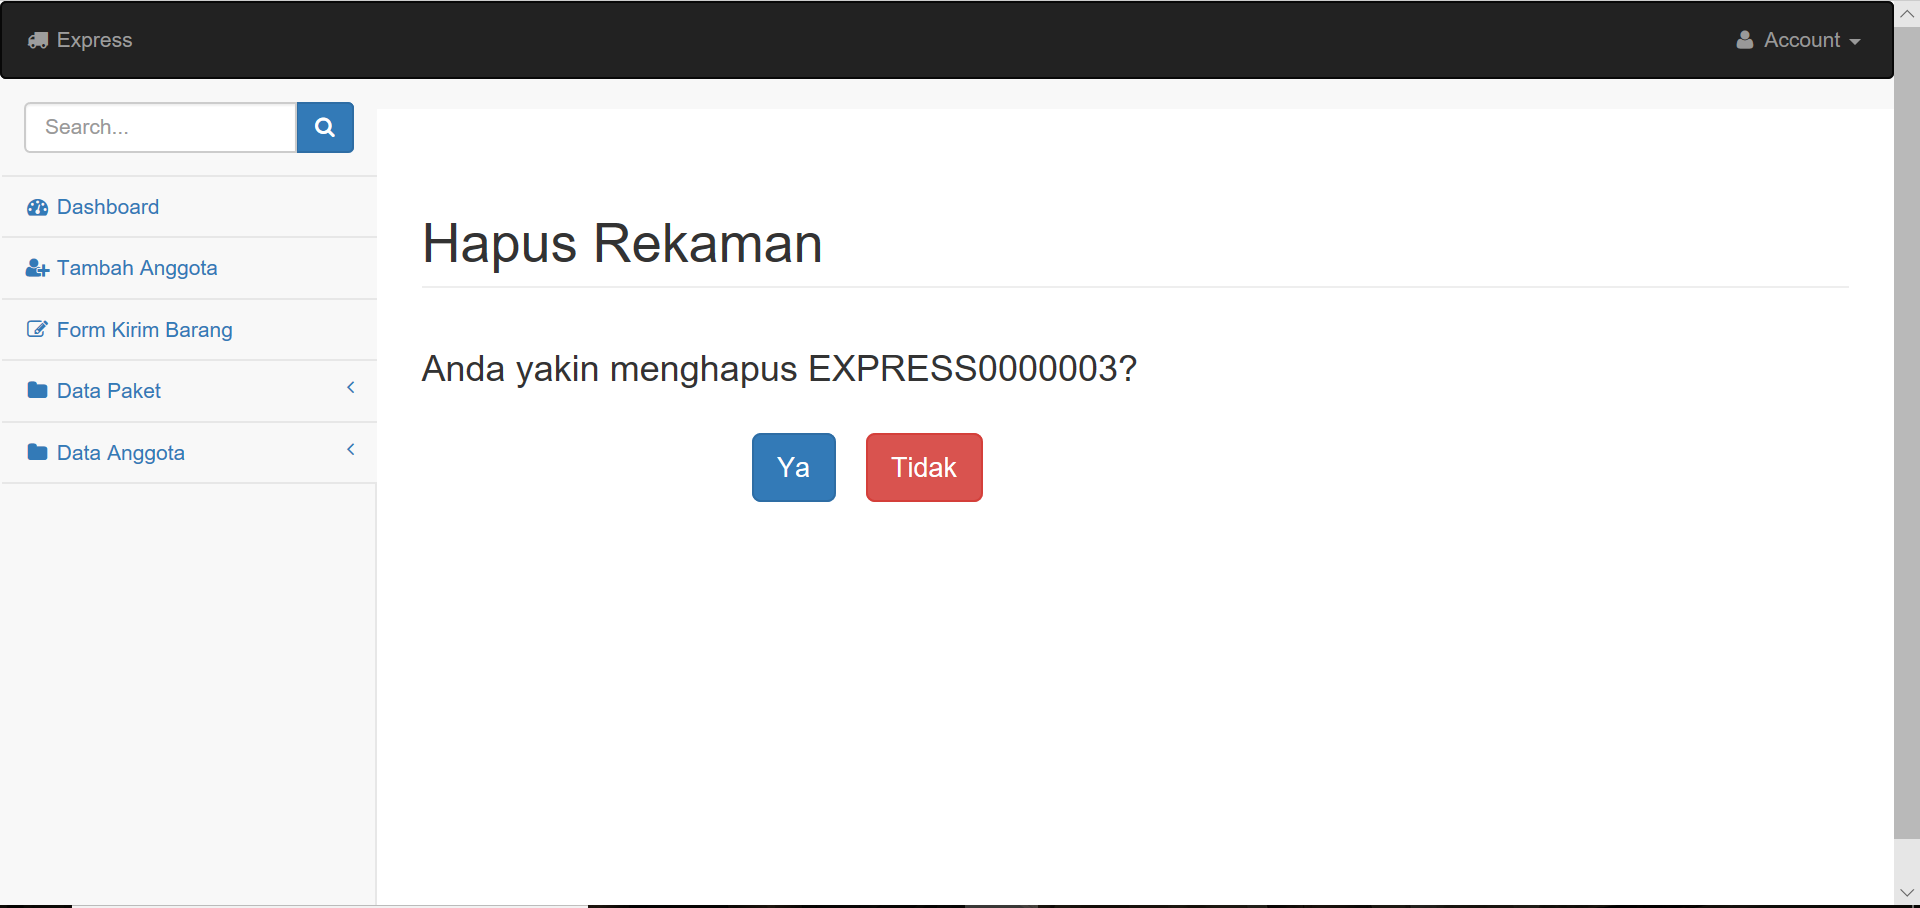 Express
Account
Search...
Dashboard
Tambah Anggota
Form Kirim Barang
Data Paket
Data Anggota
Hapus Rekaman
Anda yakin menghapus EXPRESS0000003?
Ya
Tidak